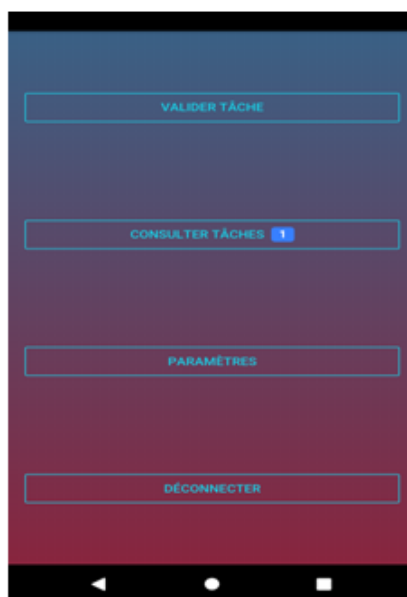 VALIDER TÂCHE
CONSULTER TÂCHES 1
PARAMÈTRES
DÉCONNECTER